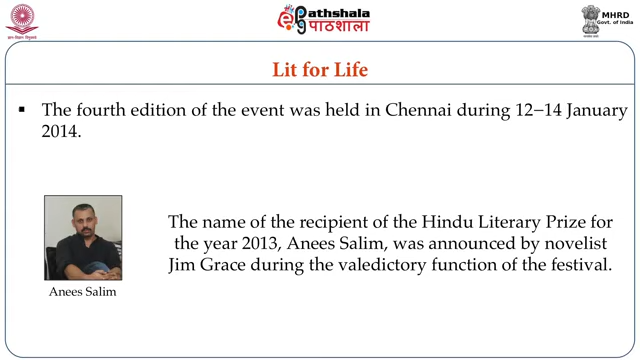 Pathshala
पाठशाला
MHRD
Govt. of India
Lit for Life
▪ The fourth edition of the event was held in Chennai during 12–14 January
2014.
The name of the recipient of the Hindu Literary Prize for
the year 2013, Anees Salim, was announced by novelist
Jim Grace during the valedictory function of the festival.
Anees Salim